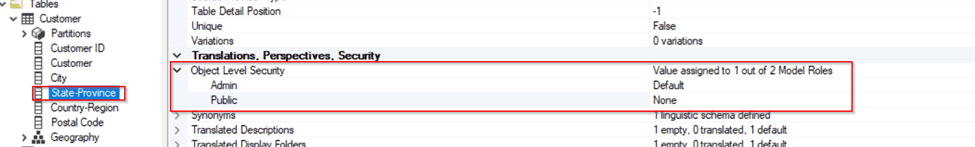 Tables
Customer
Partitions
Customer ID
Customer
City
State-Province
Country-Region
Postal Code
Geography
Table Detail Position -1
Unique False
Variations 0 variations
Translations, Perspectives, Security
Object Level Security Value assigned to 1 out of 2 Model Roles
Admin Default
Public None
Synonyms 1 linguistic schema defined
Translated Descriptions 1 empty, 0 translated, 1 default
Translated Display Folders 1 empty, 0 translated, 1 default